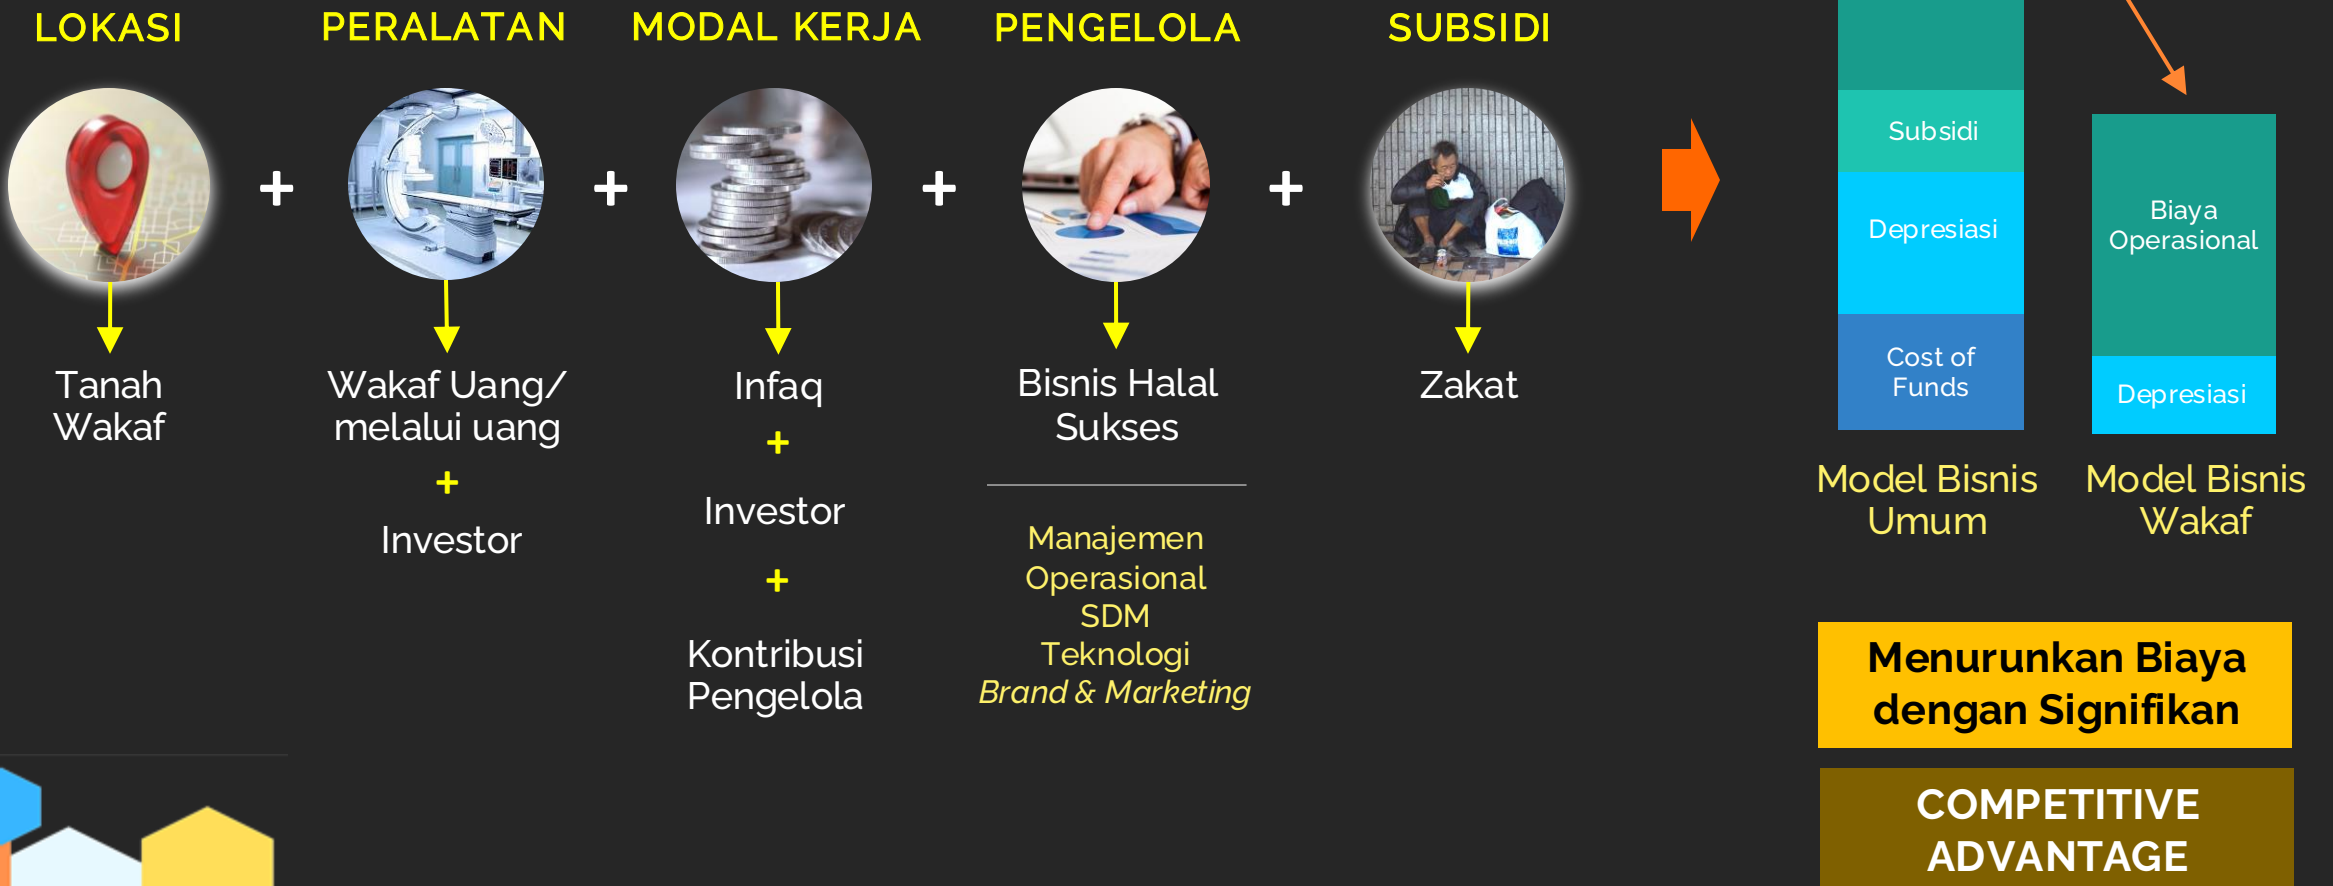 LOKASI
Tanah
Wakaf
+
PERALATAN
Wakaf Uang/
melalui uang
+
Investor
+
MODAL KERJA
Infaq
+
Investor
+
Kontribusi
Pengelola
+
PENGELOLA
Bisnis Halal
Sukses
Manajemen
Operasional
SDM
Teknologi
Brand & Marketing
+
SUBSIDI
Zakat
Subsidi
Depresiasi
Cost of
Funds
Model Bisnis
Umum
Biaya
Operasional
Depresiasi
Model Bisnis
Wakaf
Menurunkan Biaya
dengan Signifikan
COMPETITIVE
ADVANTAGE